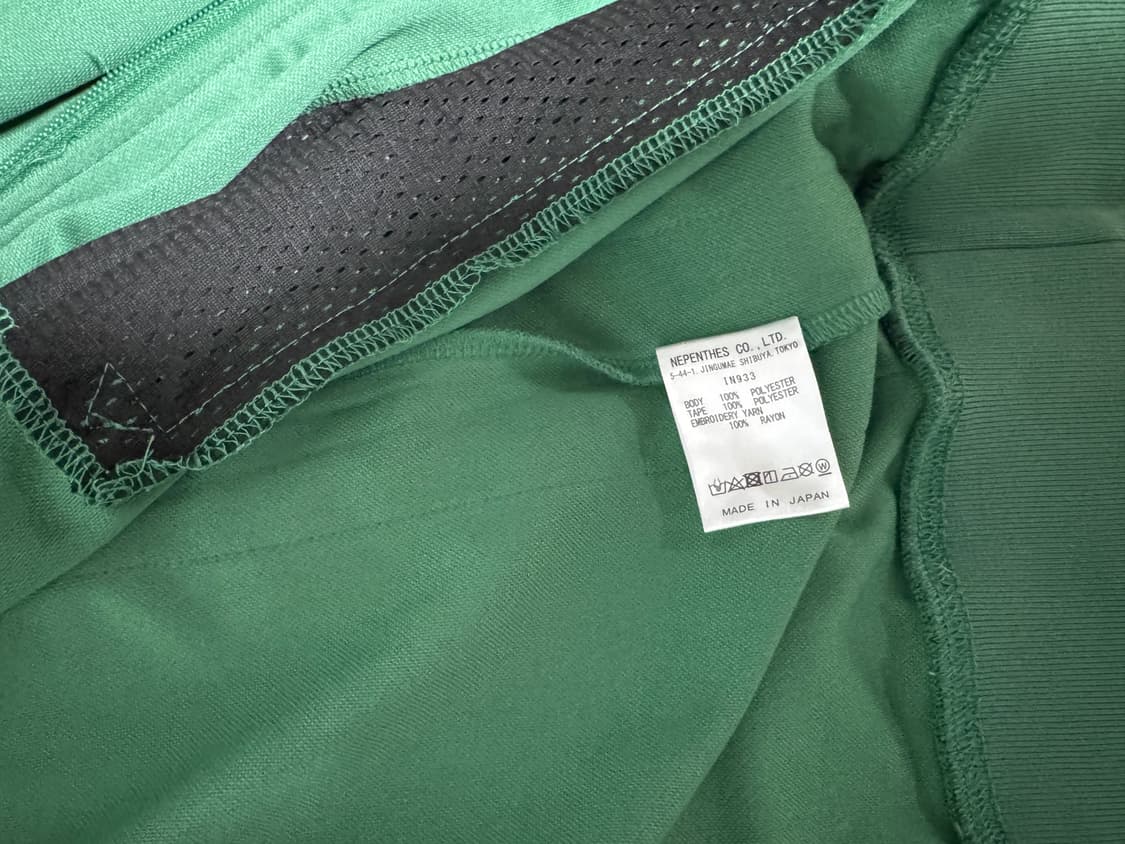 NEPENTHES CO.,LTD.
5-44-1. JINGUMAE SHIBUYA.TOKYO
IN933
BODY 100% POLYESTER
TAPE 100% POLYESTER
EMBROIDERY YARN
100% RAYON
MADE IN JAPAN